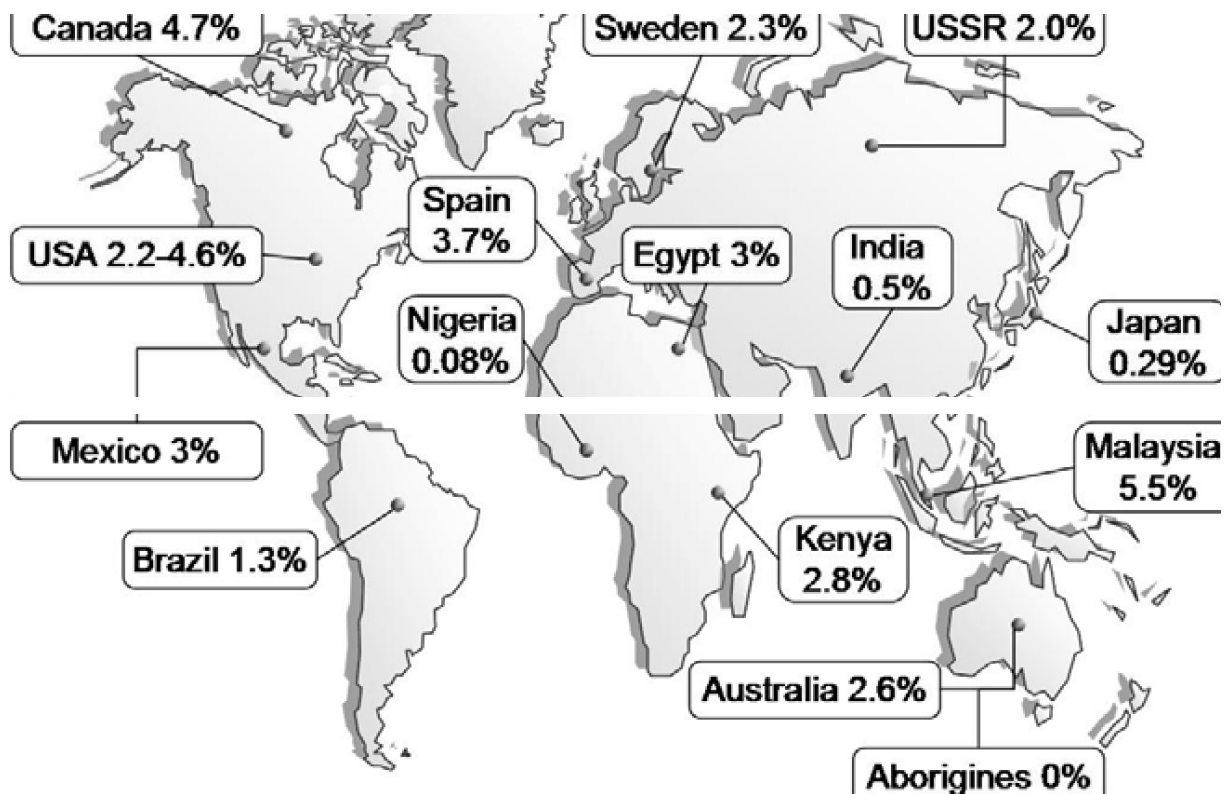 Canada 4.7%
Sweden 2.3%
USSR 2.0%
Spain
3.7%
USA 2.2–4.6%
Egypt 3%
India
0.5%
Nigeria
0.08%
Japan
0.29%
Mexico 3%
Malaysia
5.5%
Brazil 1.3%
Kenya
2.8%
Australia 2.6%
Aborigines 0%